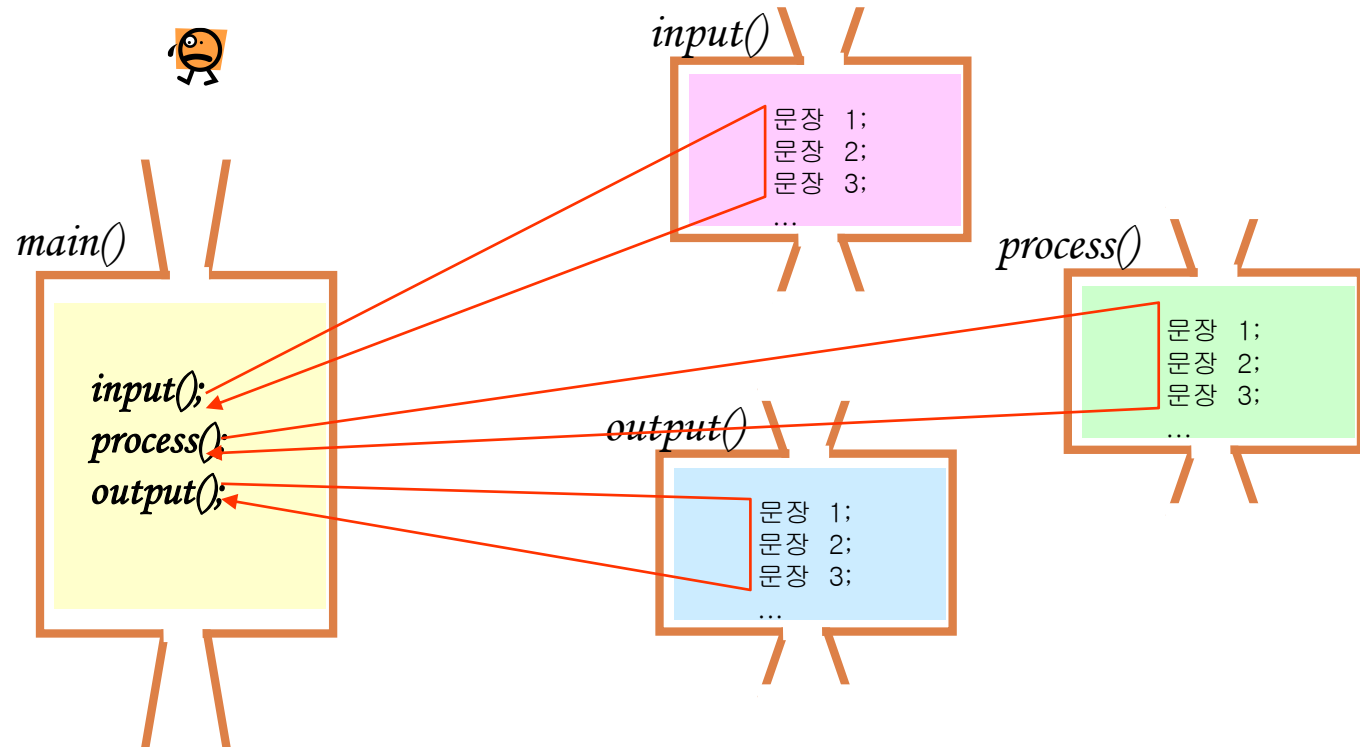 main()
input();
process();
output();
input()
문장 1;
문장 2;
문장 3;
...
process()
문장 1;
문장 2;
문장 3;
...
output()
문장 1;
문장 2;
문장 3;
...